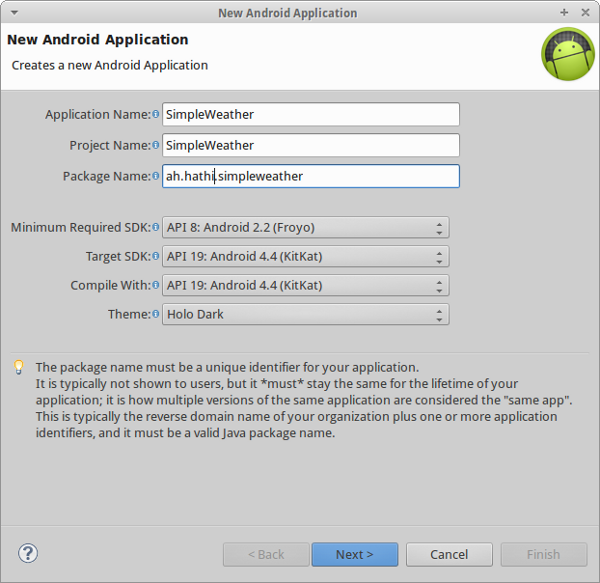 New Android Application
New Android Application
Creates a new Android Application
Application Name: SimpleWeather
Project Name: SimpleWeather
Package Name: ah.hathi.simpleweather
Minimum Required SDK: API 8: Android 2.2 (Froyo)
Target SDK: API 19: Android 4.4 (KitKat)
Compile With: API 19: Android 4.4 (KitKat)
Theme: Holo Dark
The package name must be a unique identifier for your application.
It is typically not shown to users, but it *must* stay the same for the lifetime of your
application; it is how multiple versions of the same application are considered the "same app".
This is typically the reverse domain name of your organization plus one or more application
identifiers, and it must be a valid Java package name.
? < Back Next > Cancel Finish